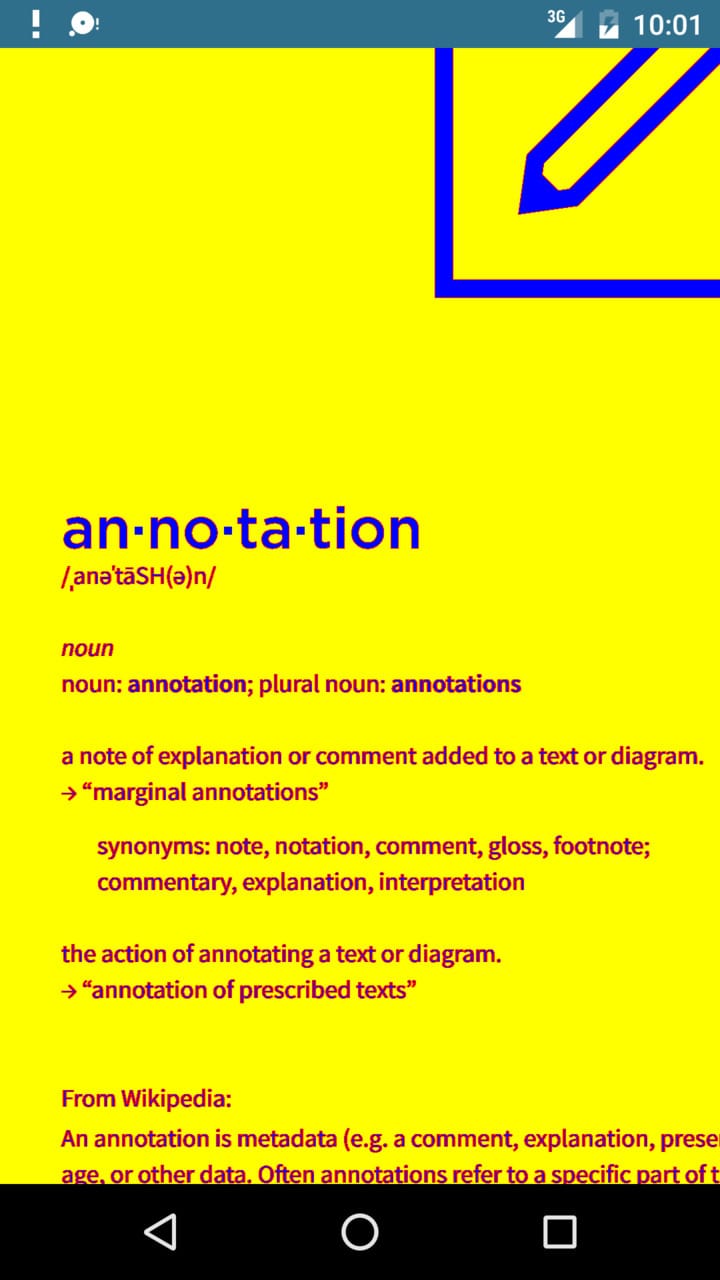 3G 10:01
an·no·ta·tion
/ˌanəˈtāSH(ə)n/
noun
noun: annotation; plural noun: annotations
a note of explanation or comment added to a text or diagram.
→ “marginal annotations”
synonyms: note, notation, comment, gloss, footnote;
commentary, explanation, interpretation
the action of annotating a text or diagram.
→ “annotation of prescribed texts”
From Wikipedia:
An annotation is metadata (e.g. a comment, explanation, prese
age, or other data. Often annotations refer to a specific part of t